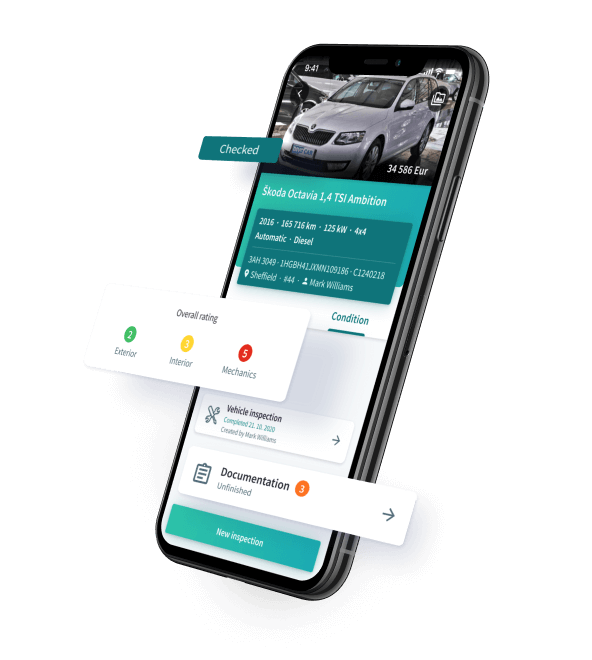 9:41
Checked
34 586 Eur
Škoda Octavia 1,4 TSI Ambition
2016 · 165 716 km · 125 kW · 4x4
Automatic · Diesel
3AH 3049 · 1HGBH41JXMN109186 · C1240218
Sheffield · #44 · Mark Williams
Condition
Overall rating
2 3 5
Exterior Interior Mechanics
Vehicle inspection
Completed 21. 10. 2020
Created by Mark Williams
Documentation 3
Unfinished
New inspection